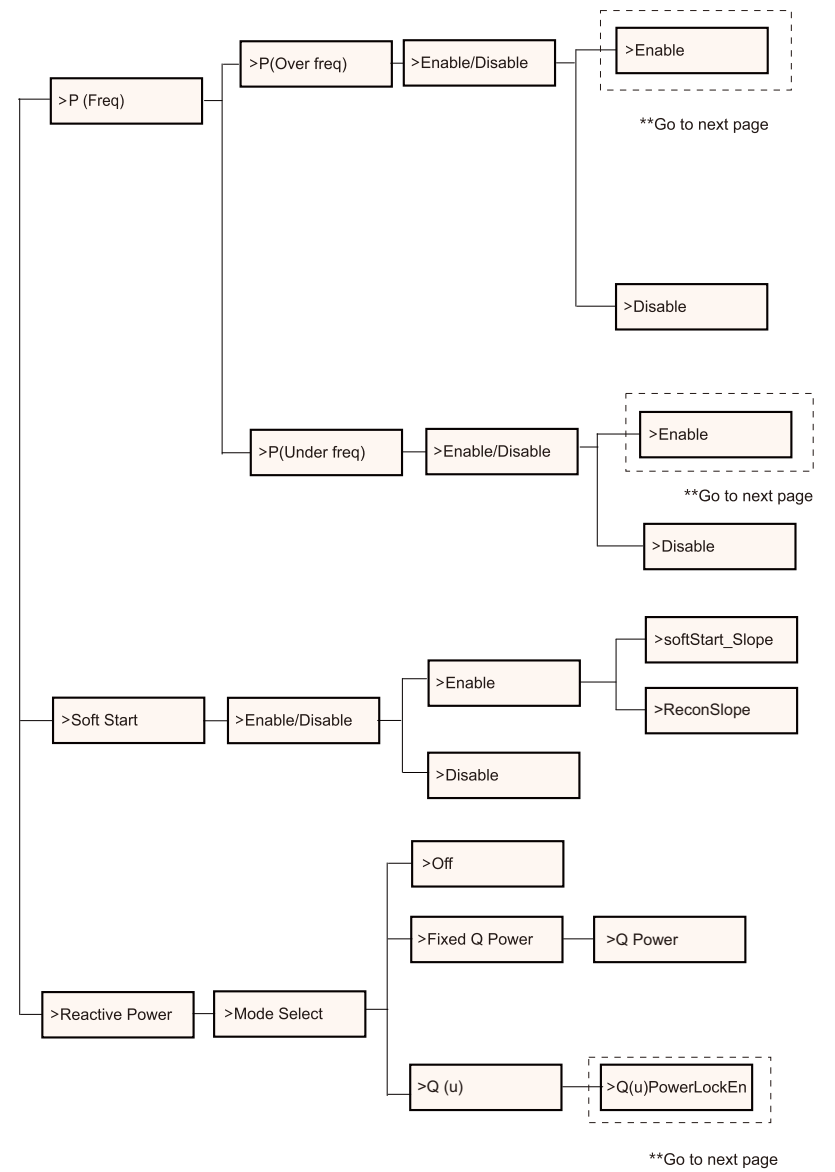 >P (Freq)
>P(Over freq)
>Enable/Disable
>Enable
**Go to next page
>Disable
>P(Under freq)
>Enable/Disable
>Enable
**Go to next page
>Disable
>Soft Start
>Enable/Disable
>Enable
>softStart_Slope
>ReconSlope
>Disable
>Reactive Power
>Mode Select
>Off
>Fixed Q Power
>Q Power
>Q (u)
>Q(u)PowerLockEn
**Go to next page